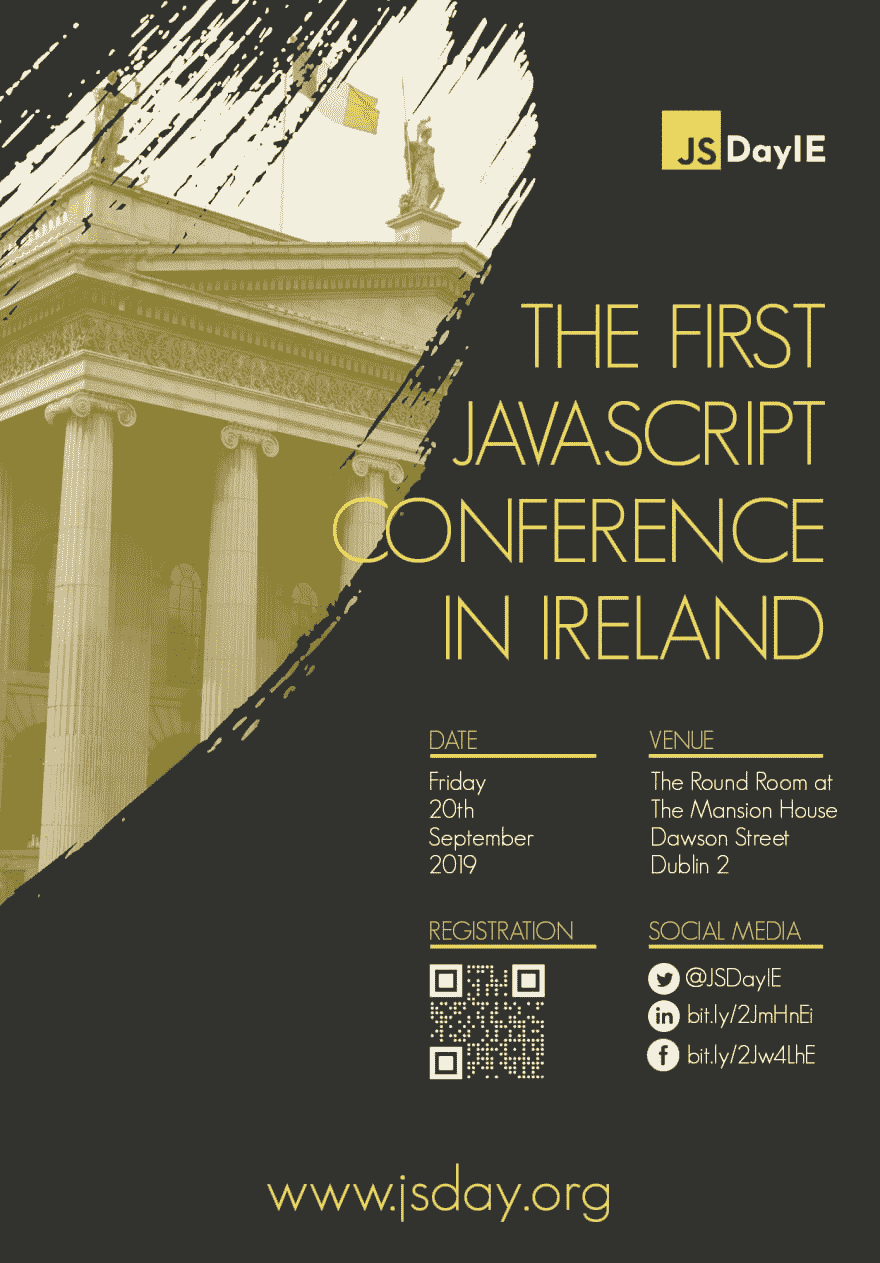 JS DayIE
THE FIRST
JAVASCRIPT
CONFERENCE
IN IRELAND
DATE
Friday
20th
September
2019
VENUE
The Round Room at
The Mansion House
Dawson Street
Dublin 2
REGISTRATION
SOCIAL MEDIA
@JSDayIE
in
bit.ly/2JmHnEi
f
bit.ly/2Jw4LhE
www.jsday.org